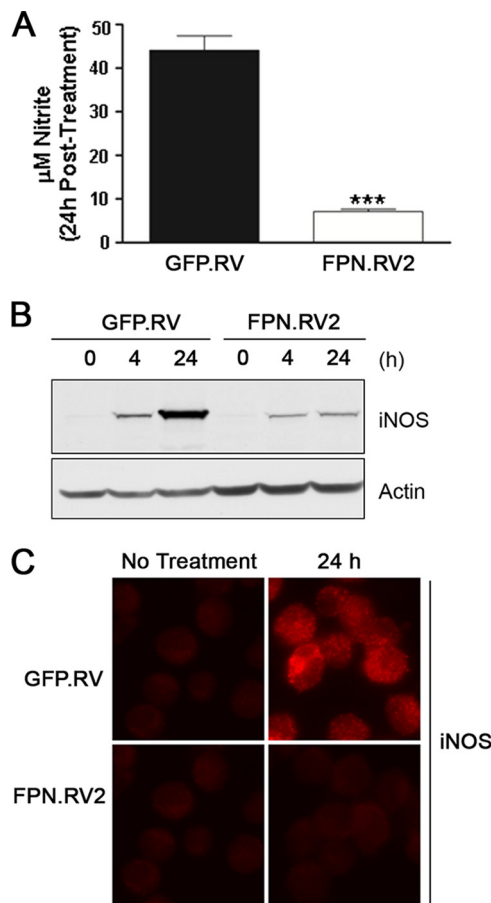 A
µM Nitrite
(24h Post-Treatment)
50
40
30
20
10
0
***
GFP.RV
FPN.RV2
B
GFP.RV FPN.RV2
0 4 24 0 4 24 (h)
iNOS
Actin
C
No Treatment 24 h
GFP.RV
FPN.RV2
iNOS